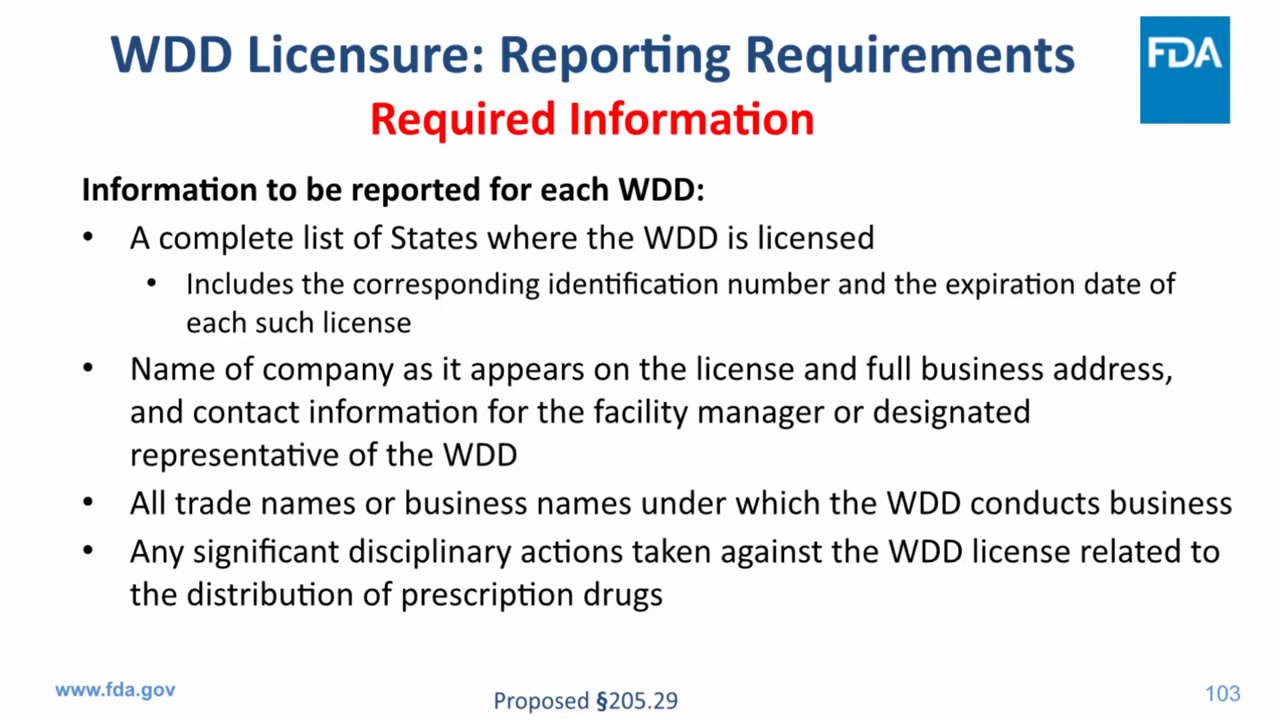 WDD Licensure: Reporting Requirements
FDA
Required Information
Information to be reported for each WDD:
• A complete list of States where the WDD is licensed
• Includes the corresponding identification number and the expiration date of
each such license
• Name of company as it appears on the license and full business address,
and contact information for the facility manager or designated
representative of the WDD
• All trade names or business names under which the WDD conducts business
• Any significant disciplinary actions taken against the WDD license related to
the distribution of prescription drugs
www.fda.gov
Proposed §205.29
103